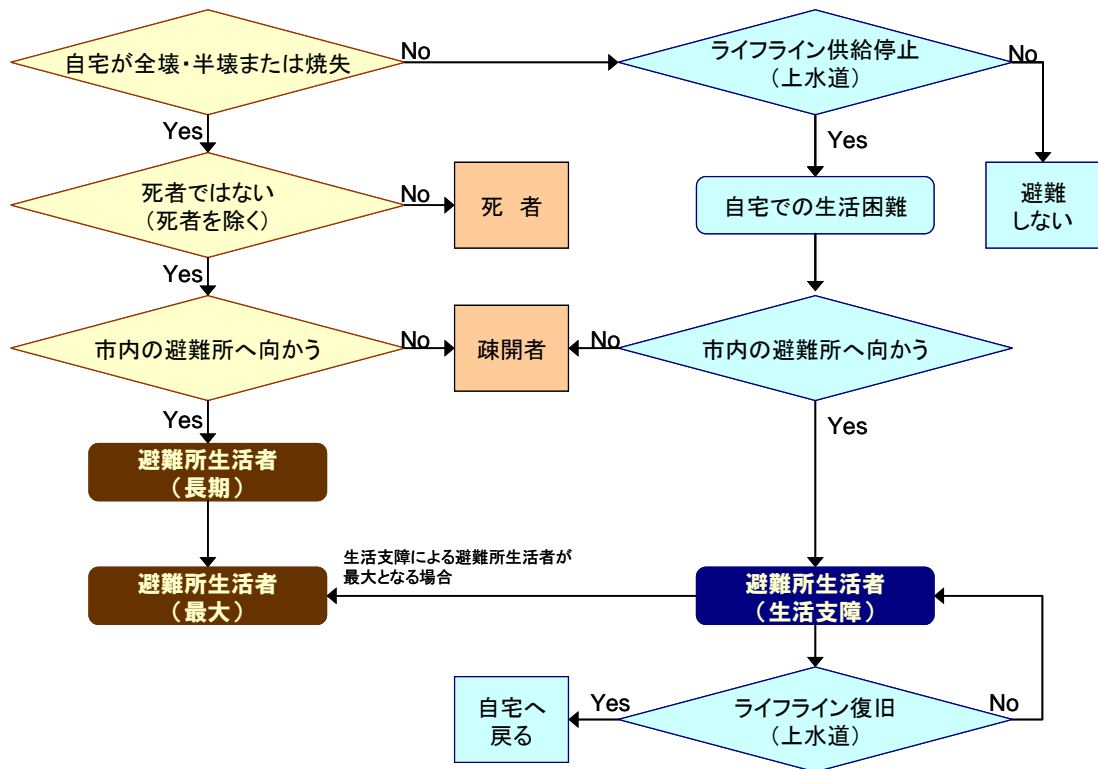 自宅が全壊・半壊または焼失
No
ライフライン供給停止
（上水道）
No
Yes
Yes
死者ではない
（死者を除く）
No
死　者
自宅での生活困難
避難
しない
Yes
市内の避難所へ向かう
No
疎開者
No
市内の避難所へ向かう
Yes
Yes
避難所生活者
（長期）
生活支障による避難所生活者が
最大となる場合
避難所生活者
（最大）
避難所生活者
（生活支障）
自宅へ
戻る
Yes
ライフライン復旧
（上水道）
No